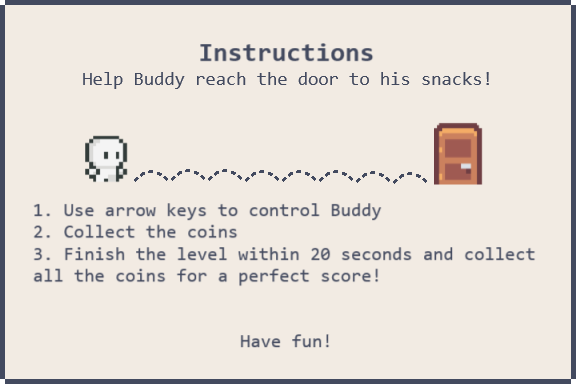 Instructions
Help Buddy reach the door to his snacks!
1. Use arrow keys to control Buddy
2. Collect the coins
3. Finish the level within 20 seconds and collect
all the coins for a perfect score!
Have fun!